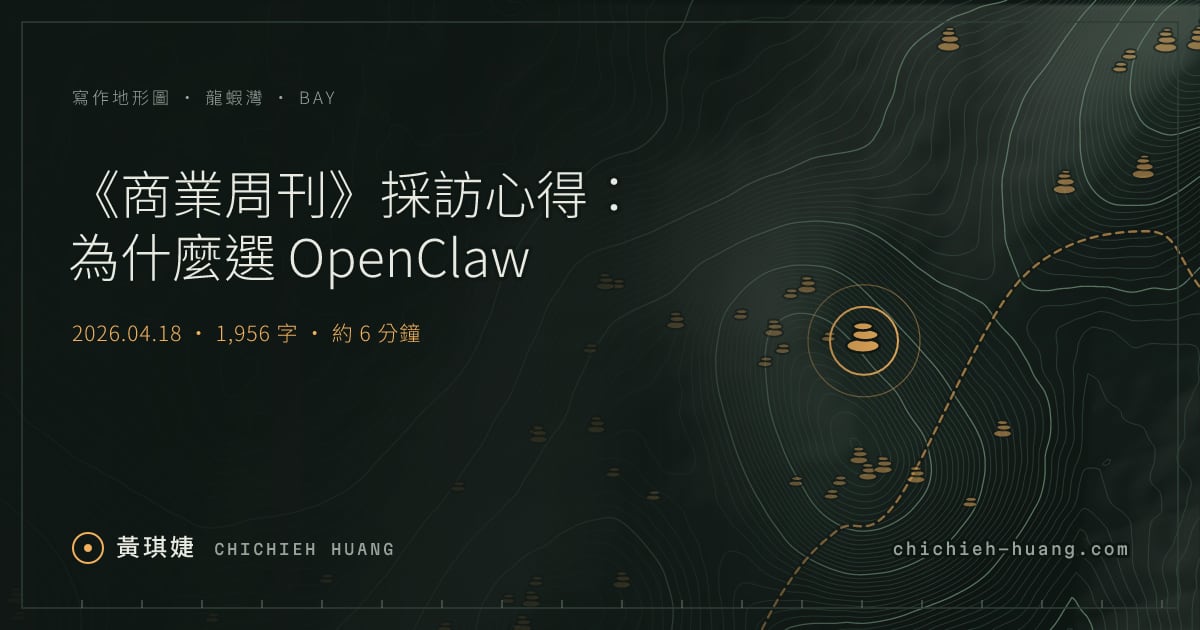 寫作地形圖 · 龍蝦灣 · BAY
《商業周刊》採訪心得：
為什麼選 OpenClaw
2026.04.18 · 1,956 字 · 約 6 分鐘
黃琪婕 CHICHIEH HUANG
chichieh-huang.com